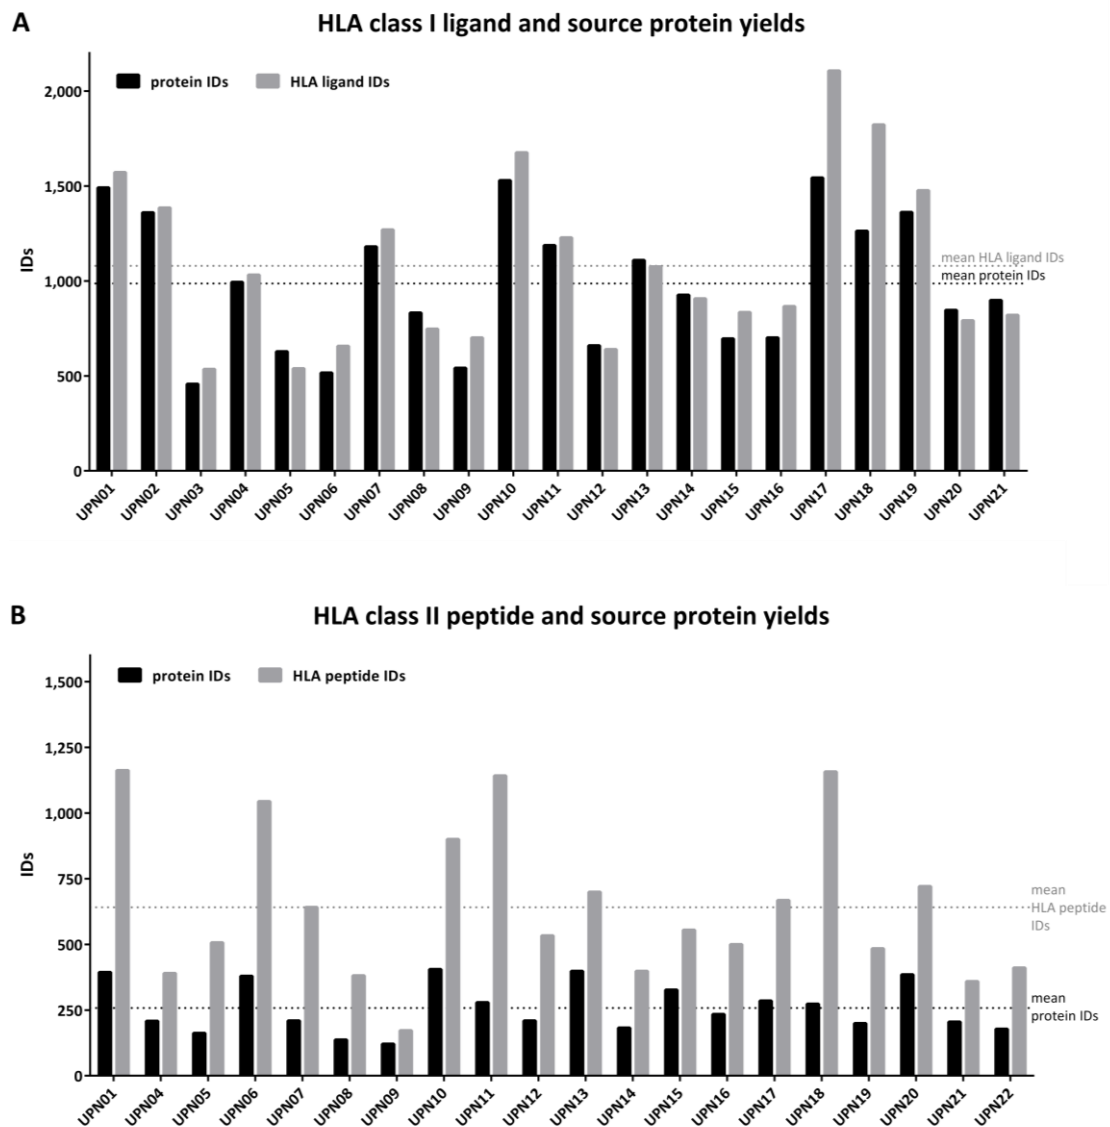 A
HLA class I ligand and source protein yields
protein IDs
HLA ligand IDs
2,000
1,500
1,000
500
0
IDs
mean HLA ligand IDs
mean protein IDs
UPN01
UPN02
UPN03
UPN04
UPN05
UPN06
UPN07
UPN08
UPN09
UPN10
UPN11
UPN12
UPN13
UPN14
UPN15
UPN16
UPN17
UPN18
UPN19
UPN20
UPN21
B
HLA class II peptide and source protein yields
protein IDs
HLA peptide IDs
1,500
1,250
1,000
750
500
250
0
IDs
mean
HLA peptide
IDs
mean
protein IDs
UPN01
UPN04
UPN05
UPN06
UPN07
UPN08
UPN09
UPN10
UPN11
UPN12
UPN13
UPN14
UPN15
UPN16
UPN17
UPN18
UPN19
UPN20
UPN21
UPN22